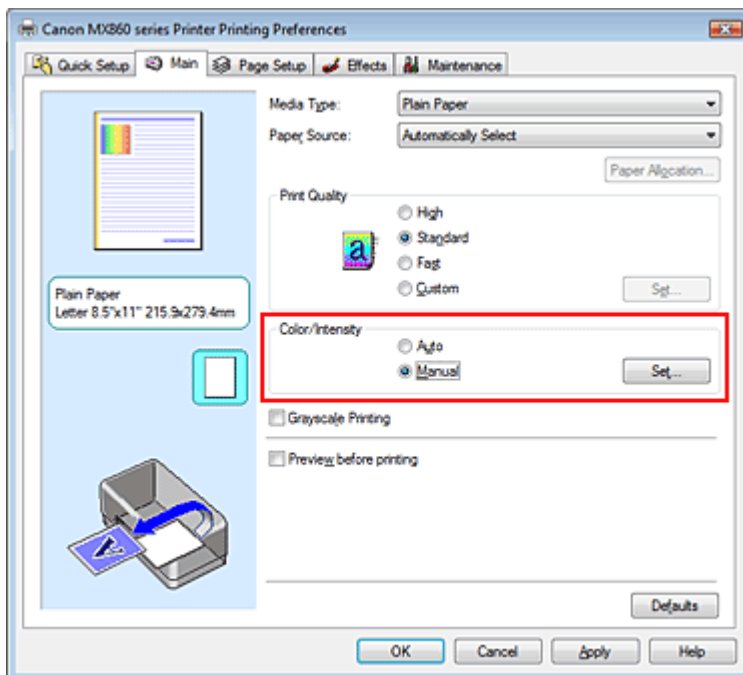 Canon MX860 series Printer Printing Preferences
Quick Setup Main Page Setup Effects Maintenance
Media Type: Plain Paper
Paper Source: Automatically Select
Paper Allocation...
Print Quality
High
a Standard
Fast
Custom Set...
Plain Paper
Letter 8.5"x11" 215.9x279.4mm
Color/Intensity
Auto
Manual Set...
Grayscale Printing
Preview before printing
Defaults
OK Cancel Apply Help